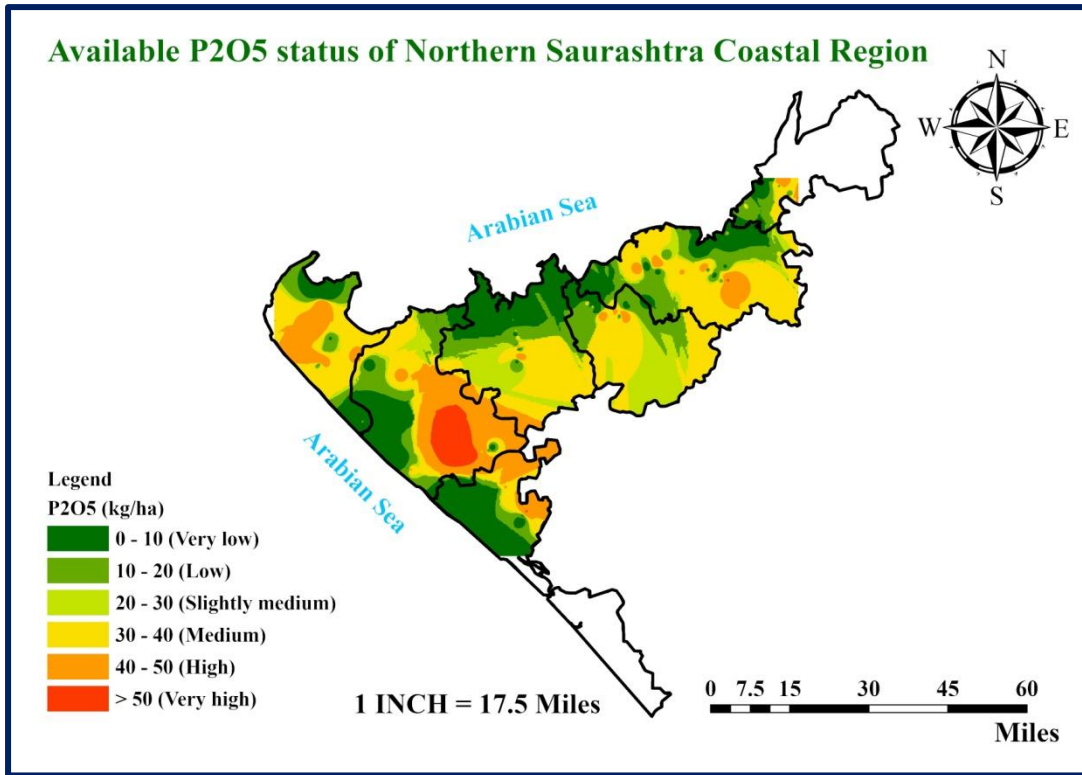 Available P2O5 status of Northern Saurashtra Coastal Region
N
W E
S
Arabian Sea
Arabian Sea
Legend
P2O5 (kg/ha)
0 - 10 (Very low)
10 - 20 (Low)
20 - 30 (Slightly medium)
30 - 40 (Medium)
40 - 50 (High)
> 50 (Very high)
1 INCH = 17.5 Miles
0 7.5 15 30 45 60
Miles